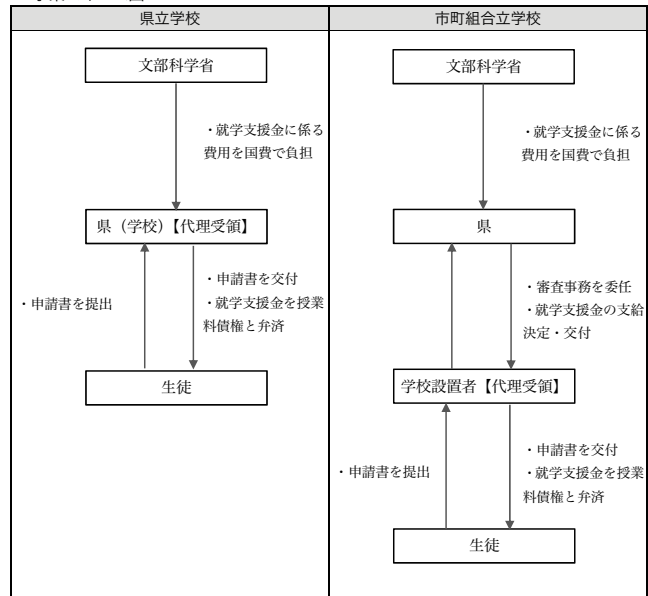 県立学校
文部科学省
・就学支援金に係る
費用を国費で負担
県（学校）【代理受領】
・申請書を提出
・申請書を交付
・就学支援金を授業
料債権と弁済
生徒
市町組合立学校
文部科学省
・就学支援金に係る
費用を国費で負担
県
・審査事務を委任
・就学支援金の支給
決定・交付
学校設置者【代理受領】
・申請書を提出
・申請書を交付
・就学支援金を授業
料債権と弁済
生徒